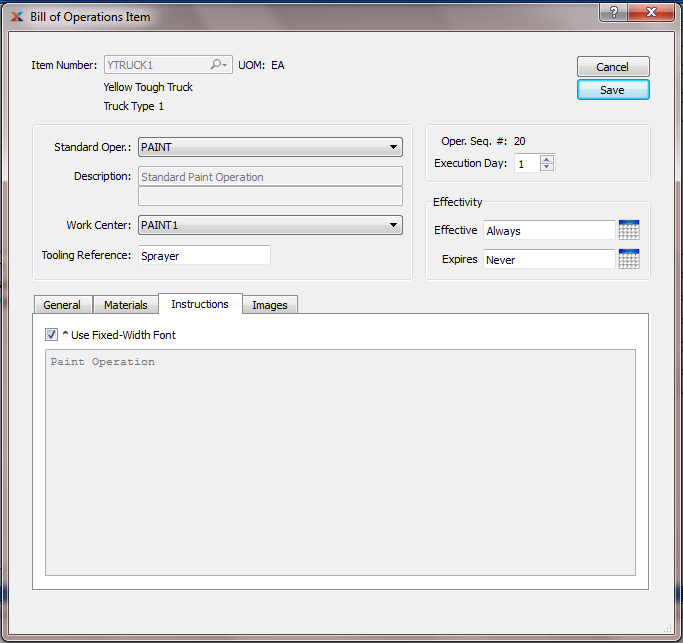 Bill of Operations Item
?
Item Number: YTRUCK1 UOM: EA
Yellow Tough Truck
Truck Type 1
Cancel
Save
Standard Oper.: PAINT
Description: Standard Paint Operation
Work Center: PAINT1
Tooling Reference: Sprayer
Oper. Seq. #: 20
Execution Day: 1
Effectivity
Effective Always
Expires Never
General Materials Instructions Images
^ Use Fixed-Width Font
Paint Operation